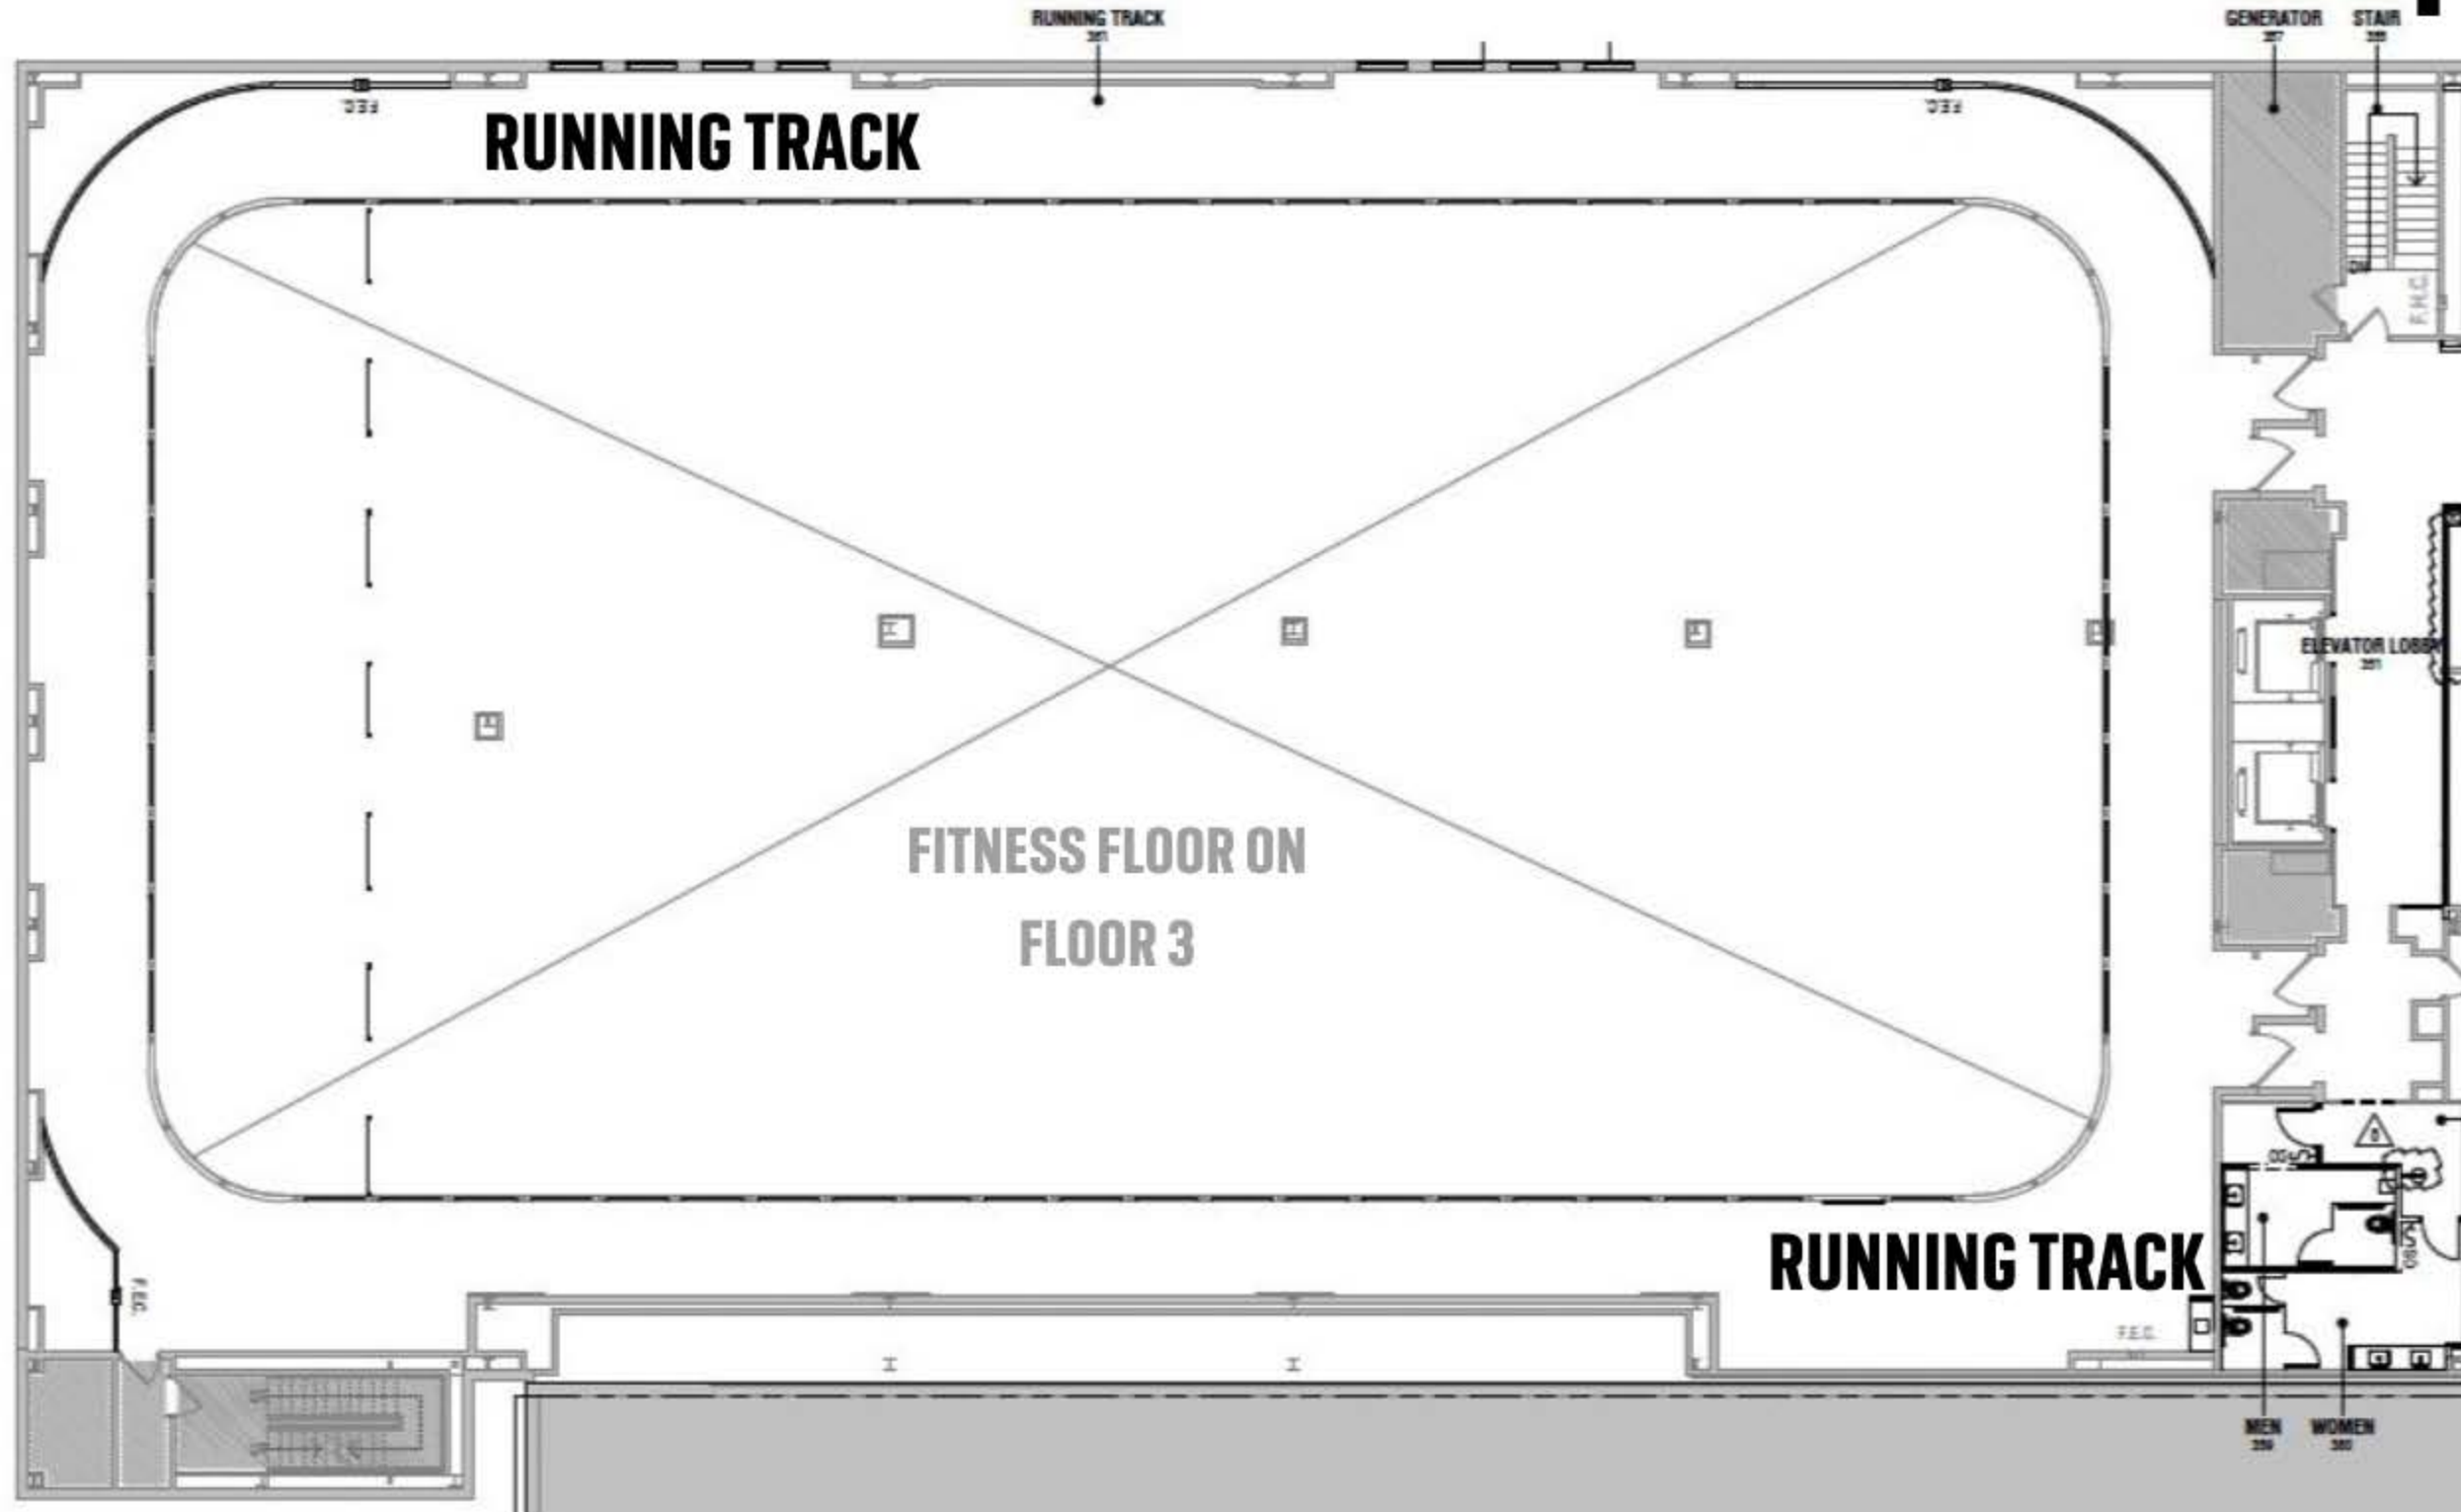 RUNNING TRACK
GENERATOR
STAIR
F.E.C.
F.E.C.
RUNNING TRACK
F.H.C.
ELEVATOR LOBBY
FITNESS FLOOR ON
FLOOR 3
RUNNING TRACK
F.E.C.
F.E.C.
MEN
WOMEN